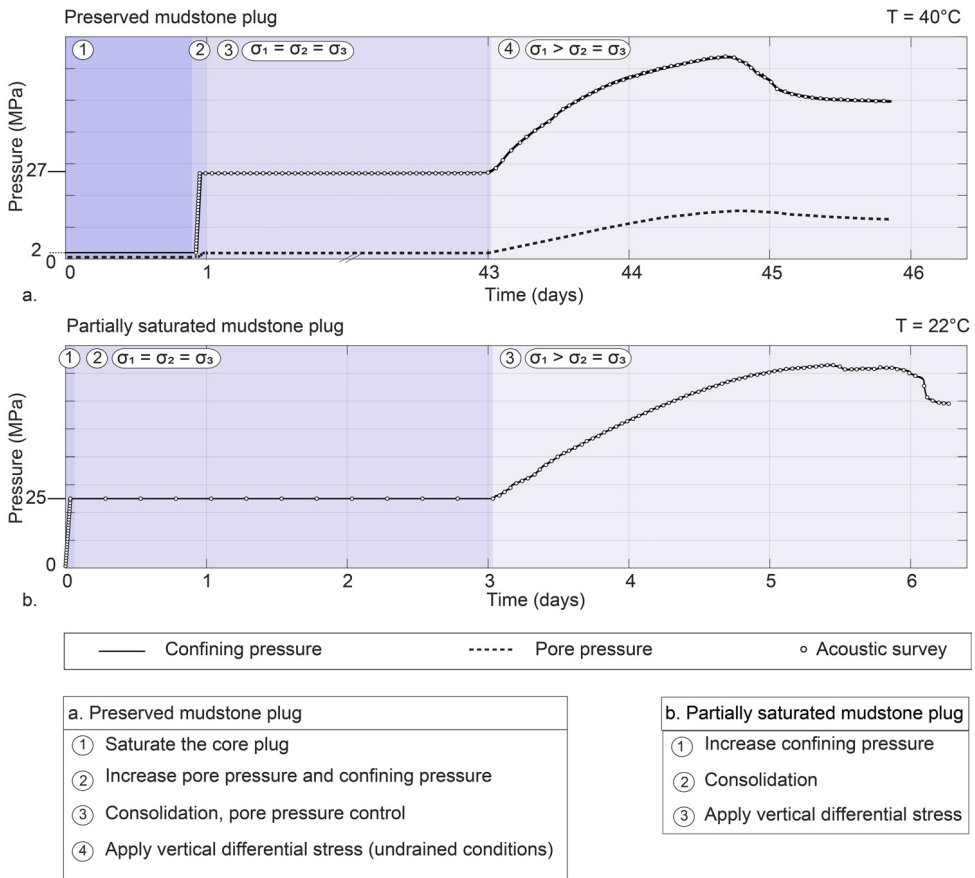 Preserved mudstone plug T = 40°C
① ② ③ σ₁ = σ₂ = σ₃ ④ σ₁ > σ₂ = σ₃
Pressure (MPa)
27
2
0
0 1 43 44 45 46
a. Time (days)
Partially saturated mudstone plug T = 22°C
① ② σ₁ = σ₂ = σ₃ ③ σ₁ > σ₂ = σ₃
Pressure (MPa)
25
0
0 1 2 3 4 5 6
b. Time (days)
Confining pressure Pore pressure Acoustic survey
a. Preserved mudstone plug
① Saturate the core plug
② Increase pore pressure and confining pressure
③ Consolidation, pore pressure control
④ Apply vertical differential stress (undrained conditions)
b. Partially saturated mudstone plug
① Increase confining pressure
② Consolidation
③ Apply vertical differential stress